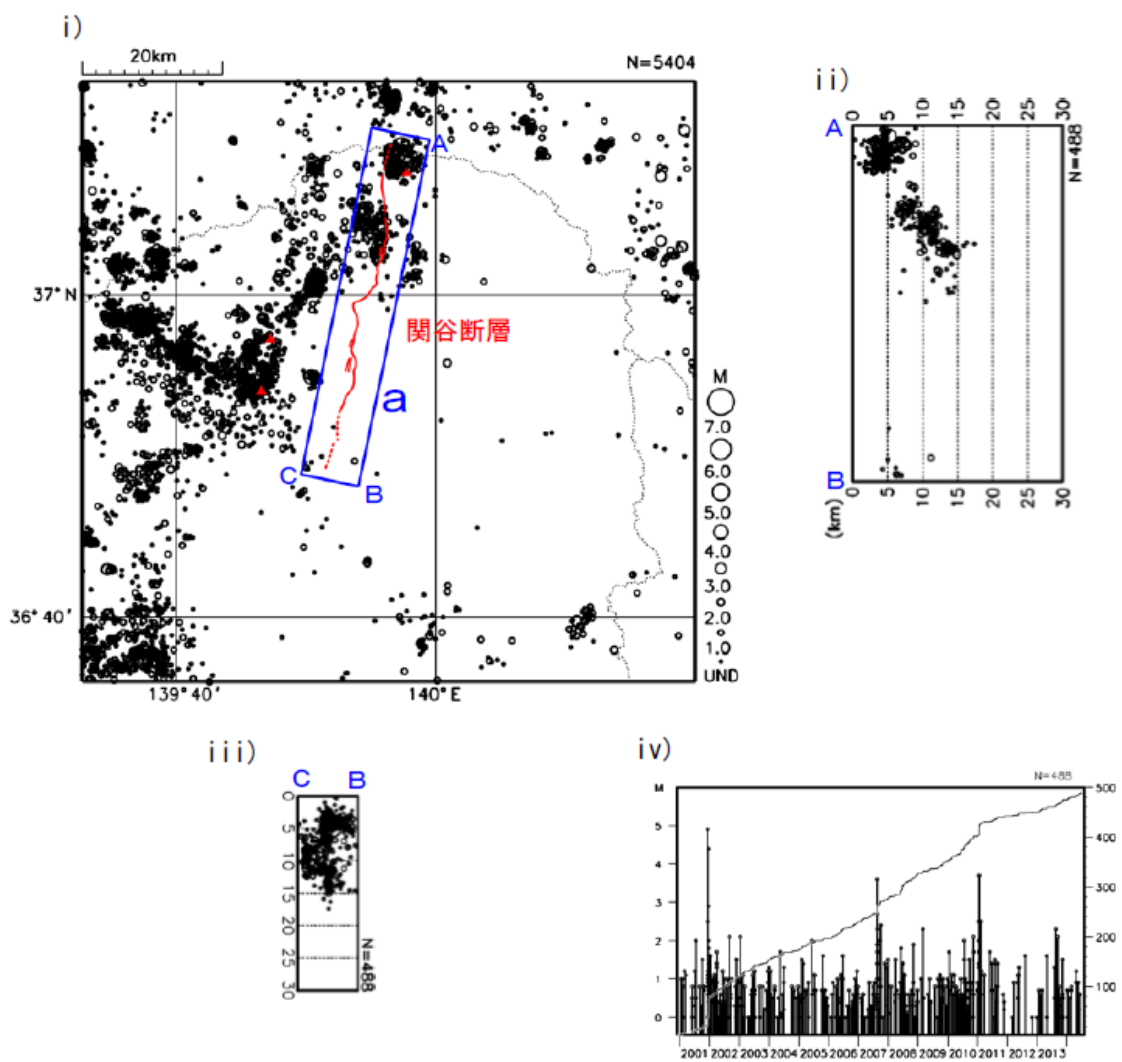 i)
20km
N=5404
A
37° N
関谷断層
a
C
B
36° 40'
139° 40'
140°E
M
7.0
6.0
5.0
4.0
3.0
2.0
1.0
UND
ii)
0 5 10 15 20 25 30
A
N=488
B
0 5 10 15 20 25 30
(km)
iii)
C B
0
5
10
15
20
25
30
N=488
iv)
N=488
M
5
4
3
2
1
0
500
400
300
200
100
2001 2002 2003 2004 2005 2006 2007 2008 2009 2010 2011 2012 2013